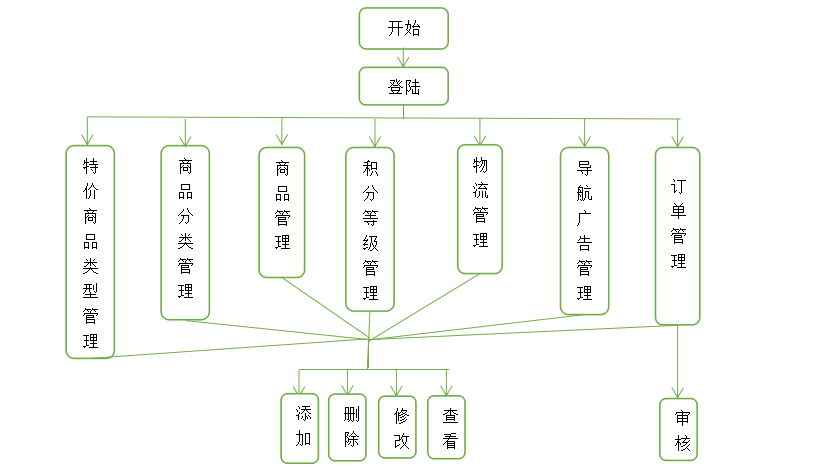 开始
登陆
特价商品类型管理
商品分类管理
商品管理
积分等级管理
物流管理
导航广告管理
订单管理
添加
删除
修改
查看
审核